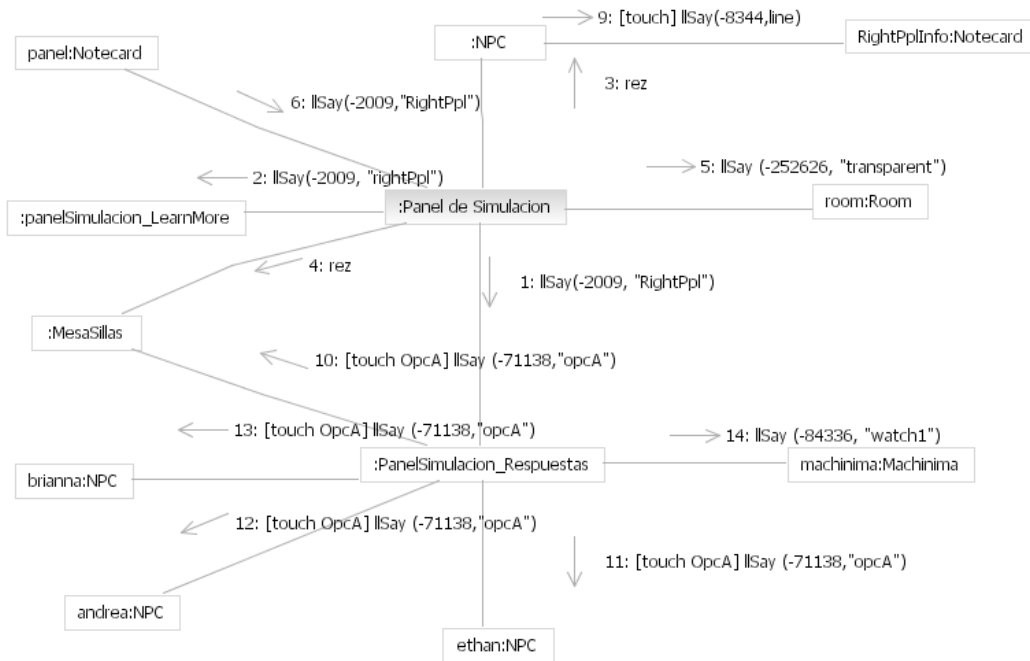 9: [touch] llSay(-8344,line)
panel:Notecard
:NPC
RightPplInfo:Notecard
3: rez
6: llSay(-2009,"RightPpl")
2: llSay(-2009, "rightPpl")
5: llSay (-252626, "transparent")
:panelSimulacion_LearnMore
:Panel de Simulacion
room:Room
4: rez
1: llSay(-2009, "RightPpl")
:MesaSillas
10: [touch OpcA] llSay (-71138,"opcA")
13: [touch OpcA] llSay (-71138,"opcA")
14: llSay (-84336, "watch1")
:PanelSimulacion_Respuestas
machinima:Machinima
brianna:NPC
12: [touch OpcA] llSay (-71138,"opcA")
11: [touch OpcA] llSay (-71138,"opcA")
andrea:NPC
ethan:NPC